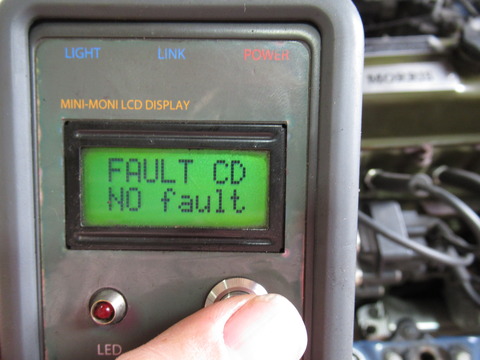 LIGHT LINK POWER
MINI-MONI LCD DISPLAY
FAULT CD
NO fault
LED